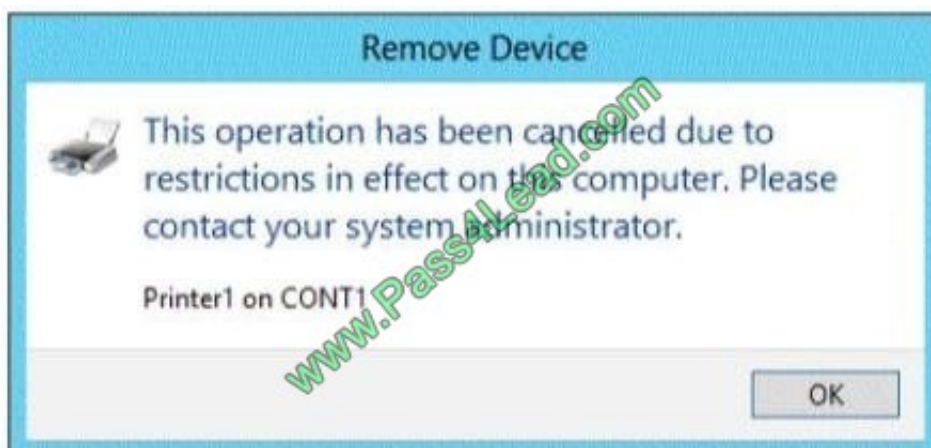 Remove Device
This operation has been cancelled due to
restrictions in effect on this computer. Please
contact your system administrator.
Printer1 on CONT1
www.Pass4Lead.com
OK